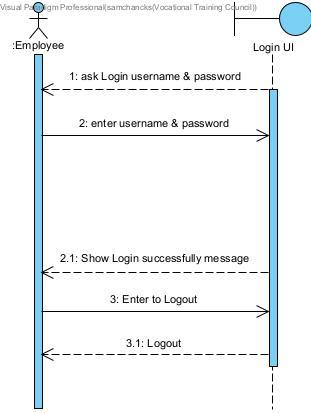 Visual Paradigm Professional(samchancks(Vocational Training Council))
:Employee
Login UI
1: ask Login username & password
2: enter username & password
2.1: Show Login successfully message
3: Enter to Logout
3.1: Logout